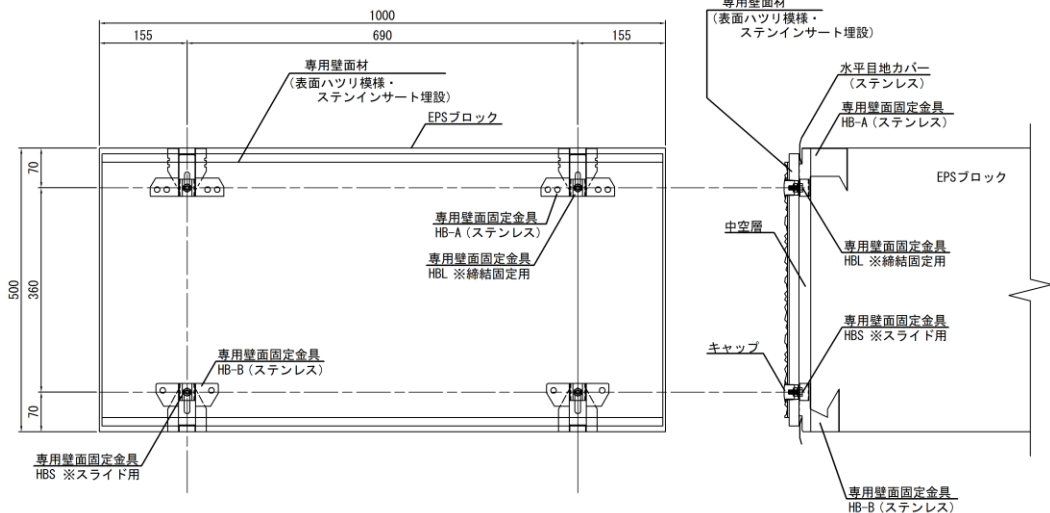 1000
155
690
155
専用壁面材
(表面ハツリ模様・
ステンインサート埋設)
EPSブロック
70
500
360
70
専用壁面固定金具
HB-A(ステンレス)
専用壁面固定金具
HBL ※締結固定用
専用壁面固定金具
HB-B(ステンレス)
専用壁面固定金具
HBS ※スライド用
専用壁面材
(表面ハツリ模様・
ステンインサート埋設)
水平目地カバー
(ステンレス)
専用壁面固定金具
HB-A(ステンレス)
EPSブロック
中空層
専用壁面固定金具
HBL ※締結固定用
専用壁面固定金具
HBS ※スライド用
キャップ
専用壁面固定金具
HB-B(ステンレス)